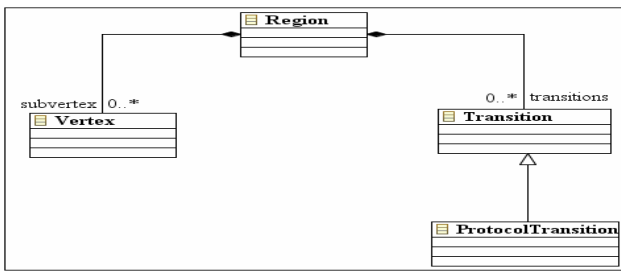 Region
subvertex 0..*
0..* transitions
Vertex
Transition
ProtocolTransition